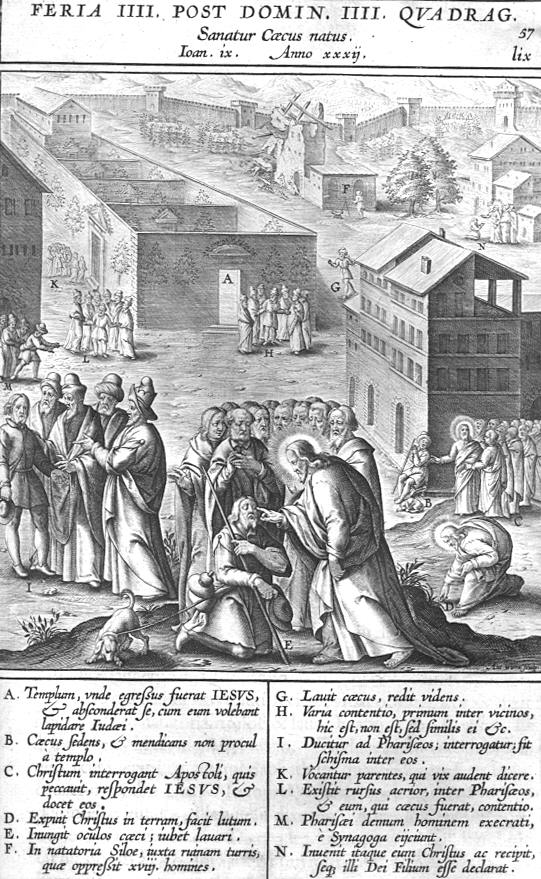 FERIA IIII. POST DOMIN. IIII. QVADRAG.
Sanatur Cæcus natus. 57
Ioan. ix. Anno xxxij. lix
A
F
N
K
G
L
H
M
B
C
I
D
E
A. Templum, vnde egreßus fuerat IESVS,
& absconderat se, cum eum volebant
lapidare Iudæi.
B. Cæcus sedens, & mendicans non procul
à templo.
C. Christum interrogant Apostoli, quis
peccauit, respondet IESVS, &
docet eos.
D. Expuit Christus in terram, facit lutum.
E. Inungit oculos cæci; iubet lauari.
F. In natatoria Siloe, iuxta ruinam turris,
quæ oppressit xviij. homines.
G. Lauit cæcus, redit videns.
H. Varia contentio, primum inter vicinos,
hic est, non est, sed similis ei &c.
I. Ducitur ad Pharisæos; interrogatur; fit
schisma inter eos.
K. Vocantur parentes, qui vix audent dicere.
L. Existit rursus acrior, inter Pharisæos,
& eum, qui cæcus fuerat, contentio.
M. Pharisæi demum hominem execrati,
è Synagoga eijciunt.
N. Inuenit itaque eum Christus ac recipit,
seq; illi Dei Filium esse declarat.